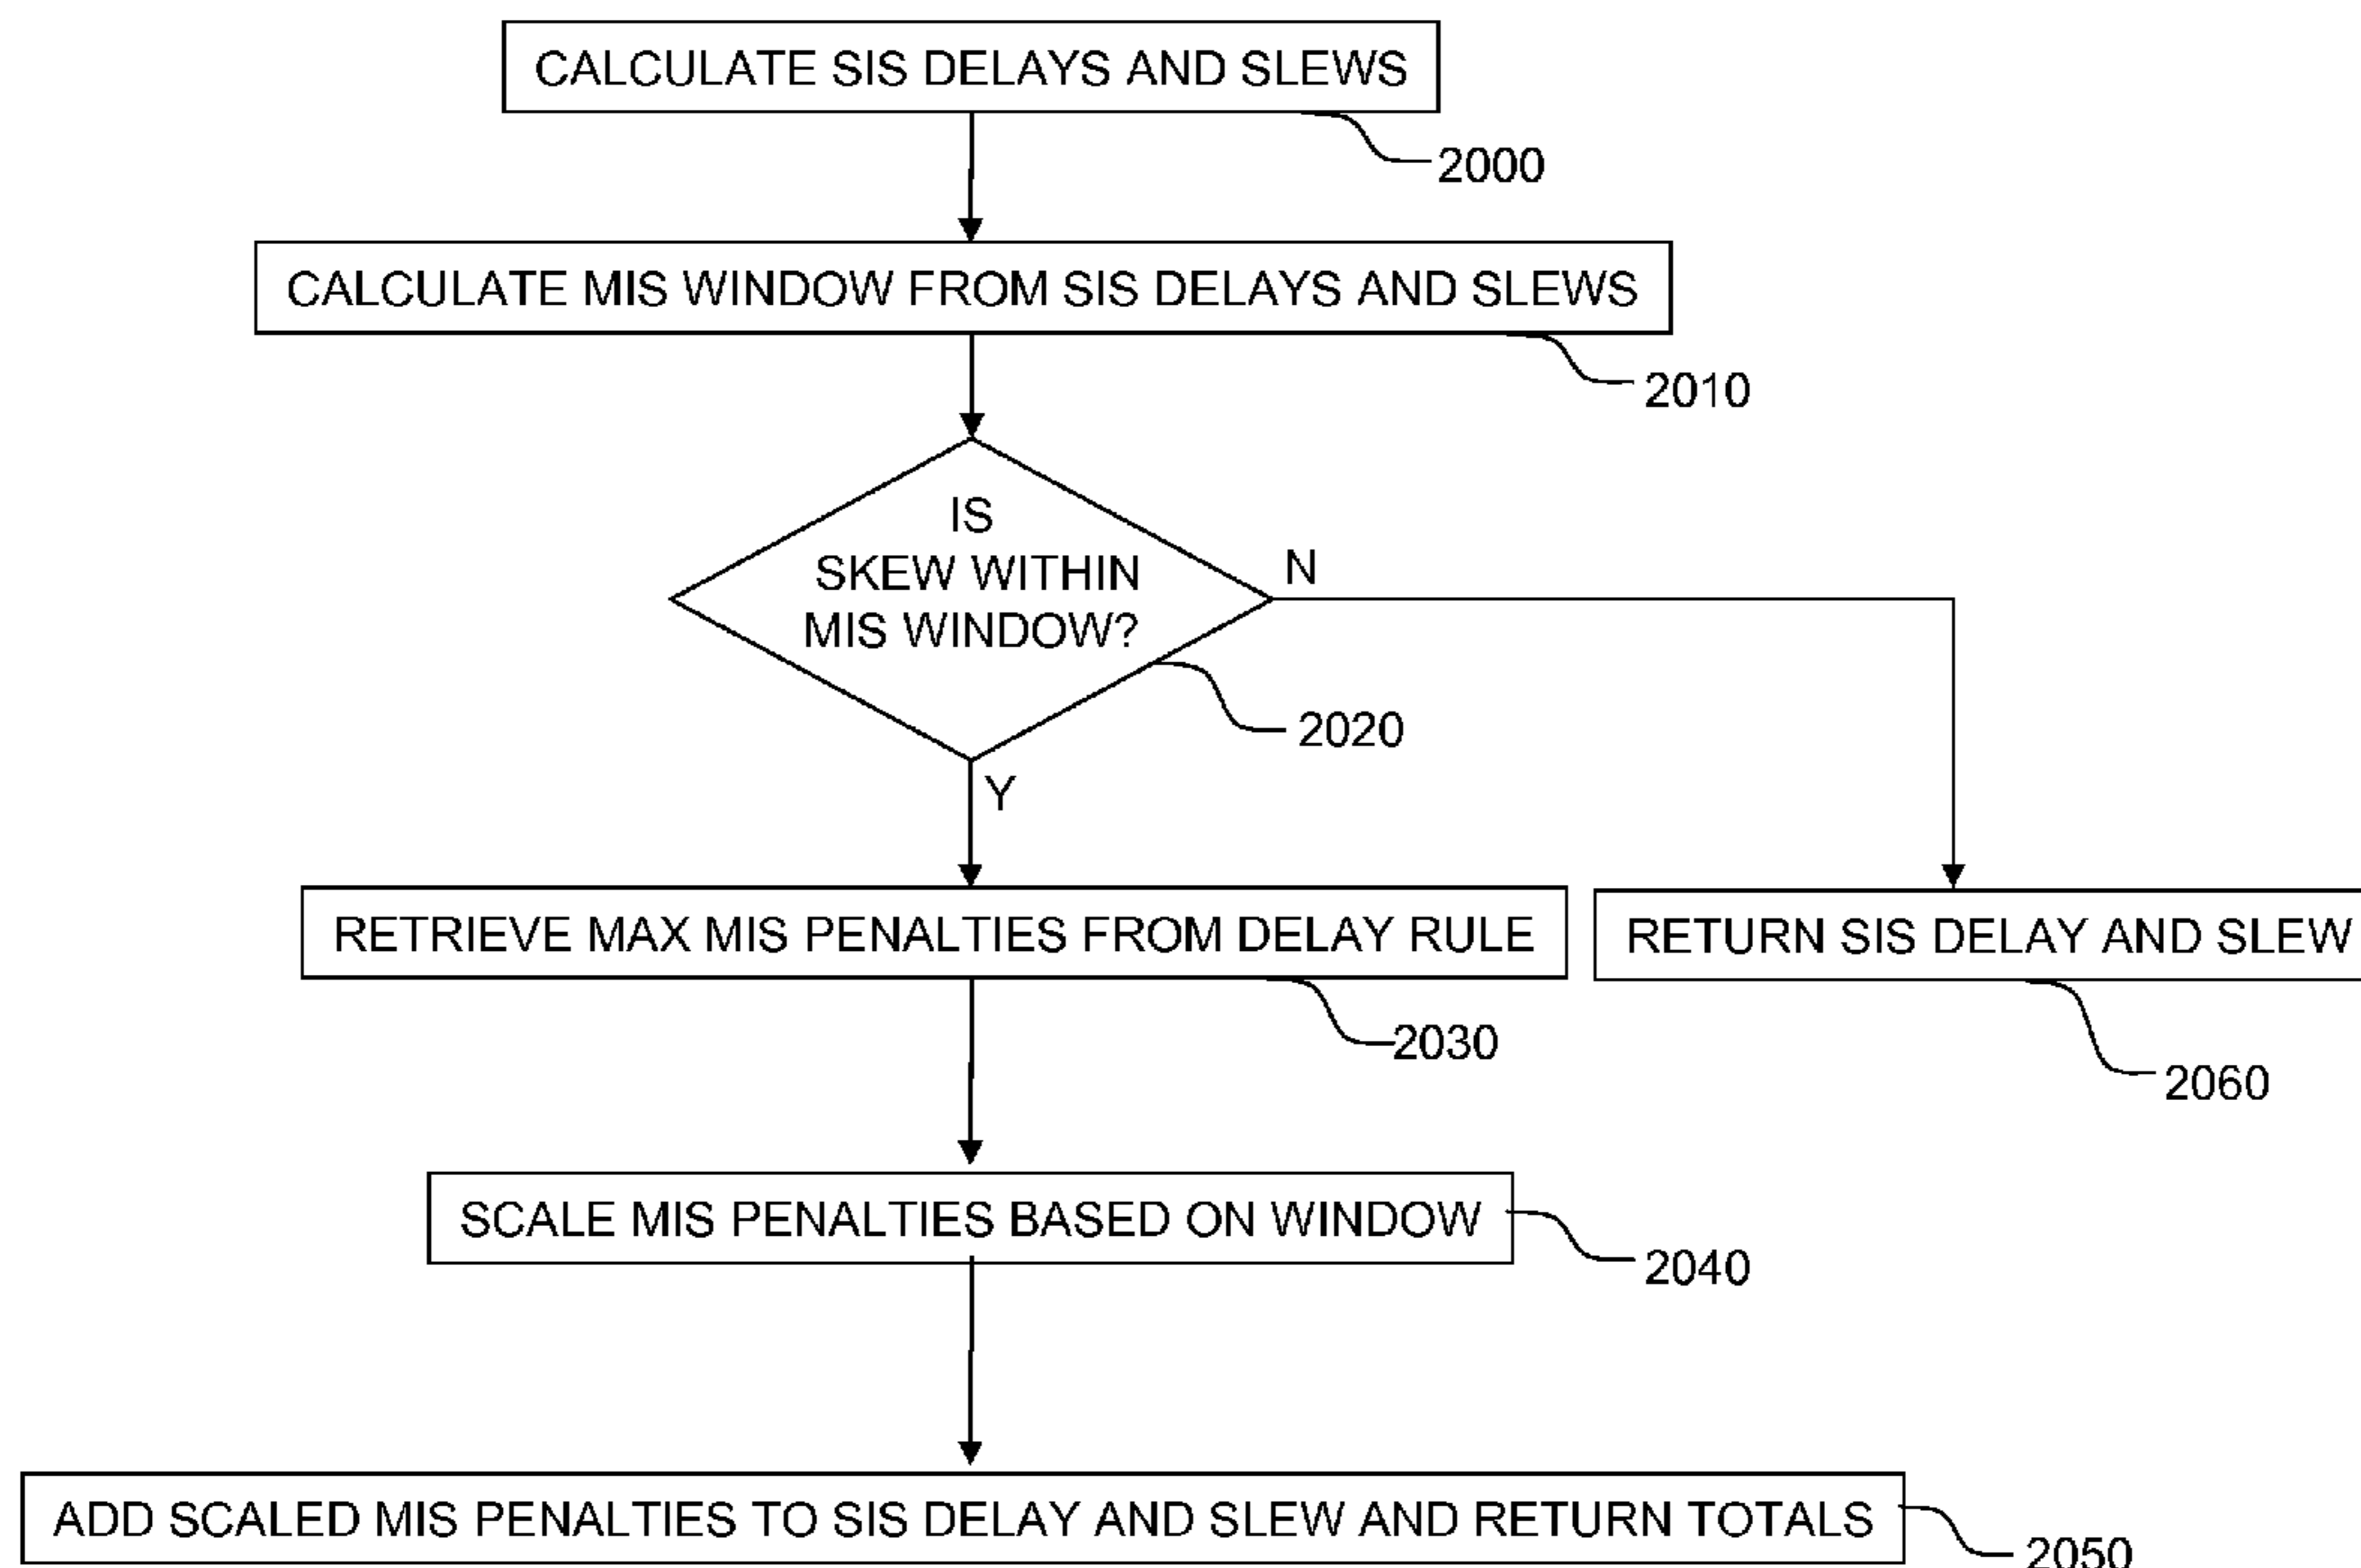 CALCULATE SIS DELAYS AND SLEWS
2000
CALCULATE MIS WINDOW FROM SIS DELAYS AND SLEWS
2010
IS
SKEW WITHIN
MIS WINDOW?
N
2020
Y
RETRIEVE MAX MIS PENALTIES FROM DELAY RULE
RETURN SIS DELAY AND SLEW
2030
2060
SCALE MIS PENALTIES BASED ON WINDOW
2040
ADD SCALED MIS PENALTIES TO SIS DELAY AND SLEW AND RETURN TOTALS
2050